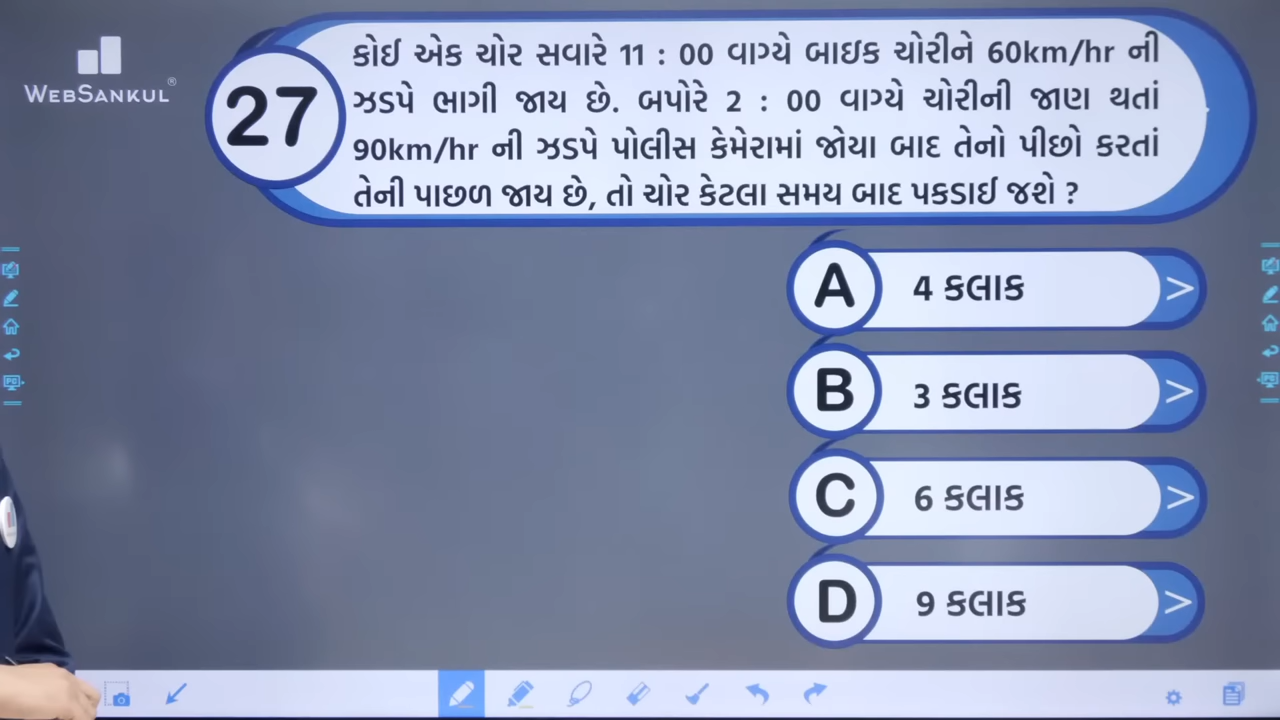 WEBSANKUL®
27
કોઈ એક ચોર સવારે 11 : 00 વાગ્યે બાઇક ચોરીને 60km/hr ની
ઝડપે ભાગી જાય છે. બપોરે 2 : 00 વાગ્યે ચોરીની જાણ થતાં
90km/hr ની ઝડપે પોલીસ કેમેરામાં જોયા બાદ તેનો પીછો કરતાં
તેની પાછળ જાય છે, તો ચોર કેટલા સમય બાદ પકડાઈ જશે ?
A 4 કલાક >
B 3 કલાક >
C 6 કલાક >
D 9 કલાક >